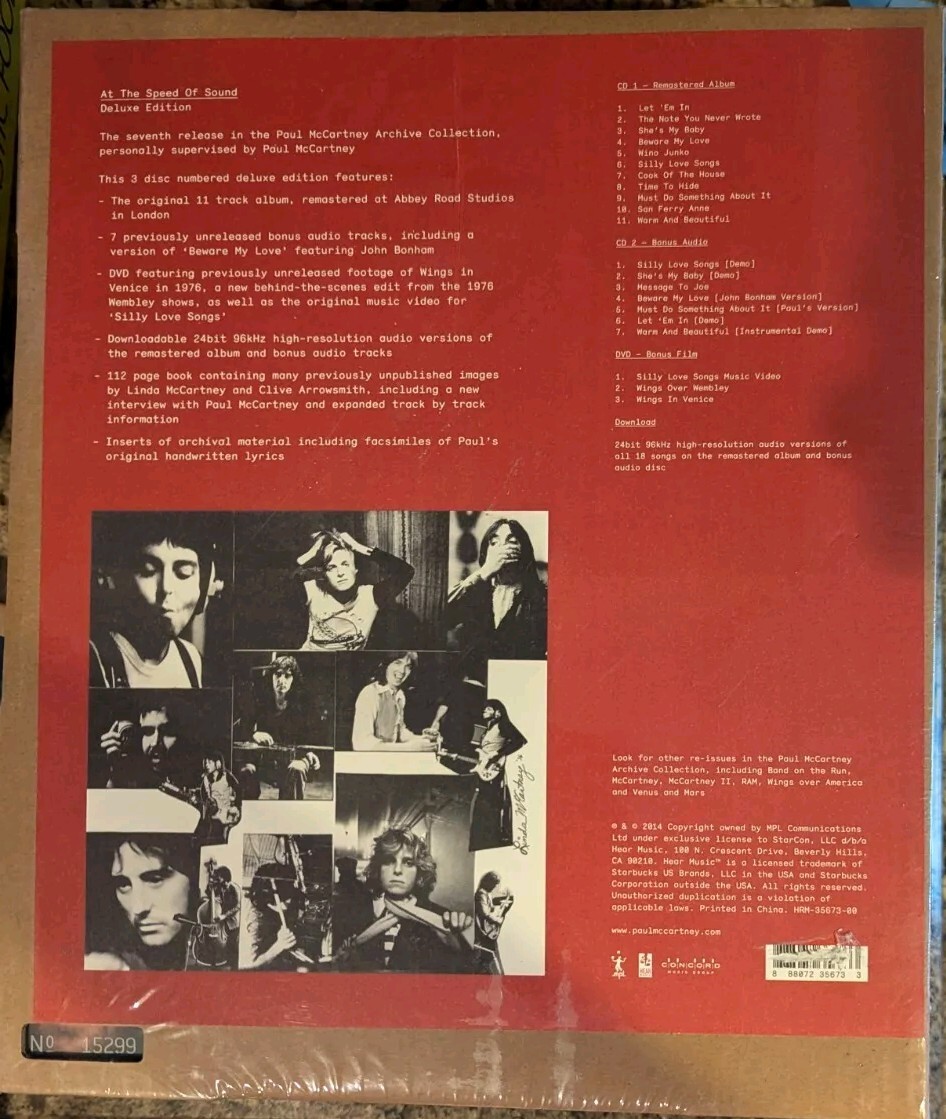 At The Speed Of Sound
Deluxe Edition
The seventh release in the Paul McCartney Archive Collection,
personally supervised by Paul McCartney
This 3 disc numbered deluxe edition features:
- The original 11 track album, remastered at Abbey Road Studios
in London
- 7 previously unreleased bonus audio tracks, including a
version of ‘Beware My Love’ featuring John Bonham
- DVD featuring previously unreleased footage of Wings in
Venice in 1976, a new behind-the-scenes edit from the 1976
Wembley shows, as well as the original music video for
‘Silly Love Songs’
- Downloadable 24bit 96kHz high-resolution audio versions of
the remastered album and bonus audio tracks
- 112 page book containing many previously unpublished images
by Linda McCartney and Clive Arrowsmith, including a new
interview with Paul McCartney and expanded track by track
information
- Inserts of archival material including facsimiles of Paul's
original handwritten lyrics
CD 1 – Remastered Album
1. Let 'Em In
2. The Note You Never Wrote
3. She's My Baby
4. Beware My Love
5. Wino Junko
6. Silly Love Songs
7. Cook Of The House
8. Time To Hide
9. Must Do Something About It
10. San Ferry Anne
11. Warm And Beautiful
CD 2 – Bonus Audio
1. Silly Love Songs [Demo]
2. She's My Baby [Demo]
3. Message To Joe
4. Beware My Love [John Bonham Version]
5. Must Do Something About It [Paul's Version]
6. Let ‘Em In [Demo]
7. Warm And Beautiful [Instrumental Demo]
DVD – Bonus Film
1. Silly Love Songs Music Video
2. Wings Over Wembley
3. Wings In Venice
Download
24bit 96kHz high-resolution audio versions of
all 18 songs on the remastered album and bonus
audio disc
Linda McCartney's
Look for other re-issues in the Paul McCartney
Archive Collection, including Band on the Run,
McCartney, McCartney II, RAM, Wings over America
and Venus and Mars
℗ & © 2014 Copyright owned by MPL Communications
Ltd under exclusive license to StarCon, LLC d/b/a
Hear Music, 100 N. Crescent Drive, Beverly Hills,
CA 90210. Hear Music™ is a licensed trademark of
Starbucks US Brands, LLC in the USA and Starbucks
Corporation outside the USA. All rights reserved.
Unauthorized duplication is a violation of
applicable laws. Printed in China. HRM-35673-00
www.paulmccartney.com
mpl
HEAR
CONCORD
MUSIC GROUP
8 88072 35673 3
Nº 15299